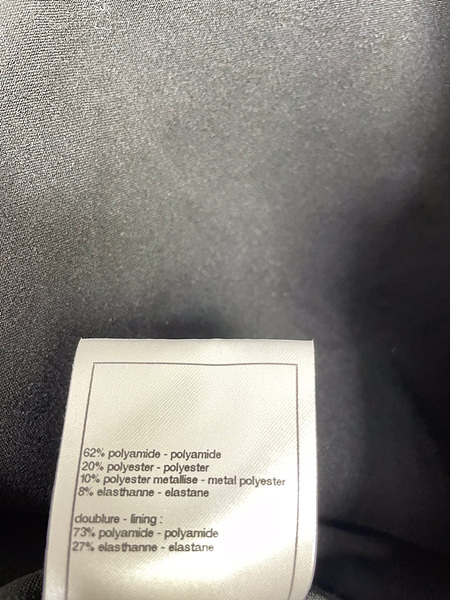 62% polyamide - polyamide
20% polyester - polyester
10% polyester metallise - metal polyester
8% elasthanne - elastane
doublure - lining :
73% polyamide - polyamide
27% elasthanne - elastane